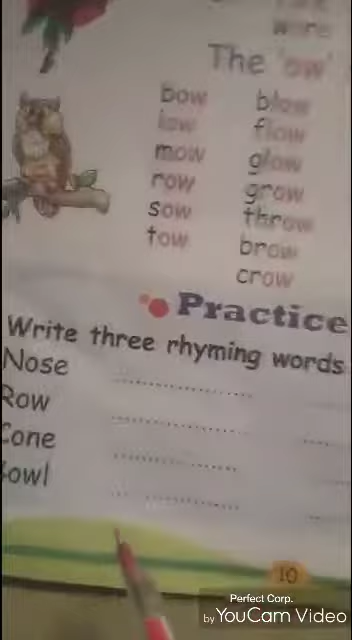 The 'ow'
bow blow
low flow
mow glow
row grow
sow throw
tow brow
crow
Practice
Write three rhyming words
Nose
Row
Cone
10
Perfect Corp.
by YouCam Video